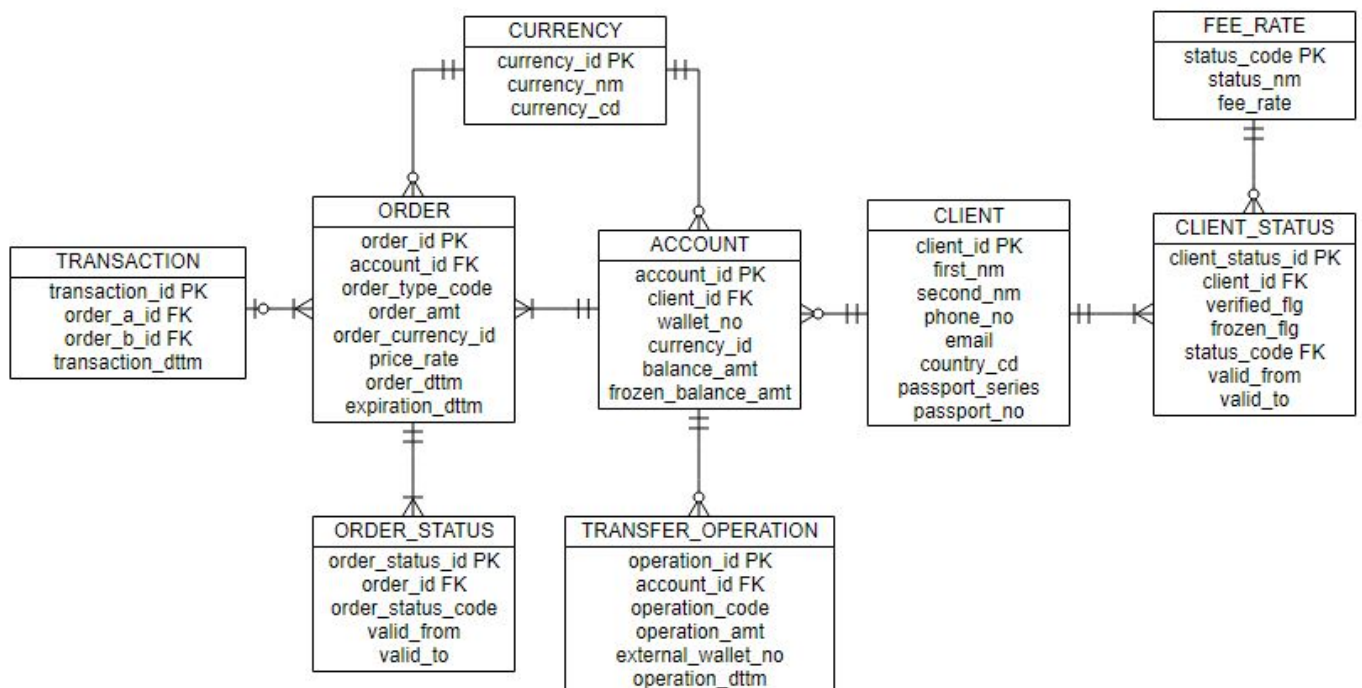 CURRENCY
currency_id PK
currency_nm
currency_cd
FEE_RATE
status_code PK
status_nm
fee_rate
TRANSACTION
transaction_id PK
order_a_id FK
order_b_id FK
transaction_dttm
ORDER
order_id PK
account_id FK
order_type_code
order_amt
order_currency_id
price_rate
order_dttm
expiration_dttm
ACCOUNT
account_id PK
client_id FK
wallet_no
currency_id
balance_amt
frozen_balance_amt
CLIENT
client_id PK
first_nm
second_nm
phone_no
email
country_cd
passport_series
passport_no
CLIENT_STATUS
client_status_id PK
client_id FK
verified_flg
frozen_flg
status_code FK
valid_from
valid_to
ORDER_STATUS
order_status_id PK
order_id FK
order_status_code
valid_from
valid_to
TRANSFER_OPERATION
operation_id PK
account_id FK
operation_code
operation_amt
external_wallet_no
operation_dttm